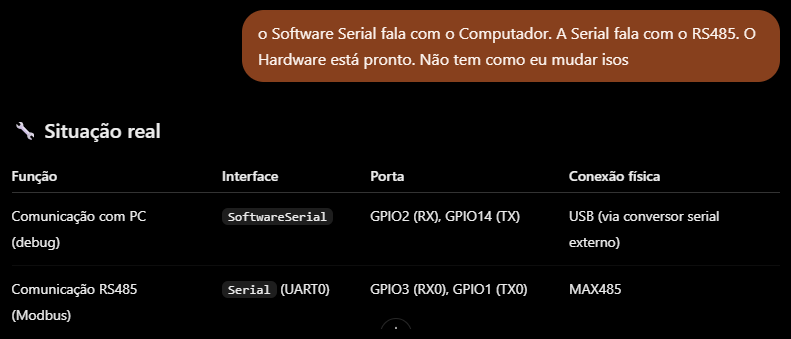 o Software Serial fala com o Computador. A Serial fala com o RS485. O
Hardware está pronto. Não tem como eu mudar isos
Situação real
Função Interface Porta Conexão física
Comunicação com PC SoftwareSerial GPIO2 (RX), GPIO14 (TX) USB (via conversor serial
(debug) externo)
Comunicação RS485 Serial (UART0) GPIO3 (RX0), GPIO1 (TX0) MAX485
(Modbus)